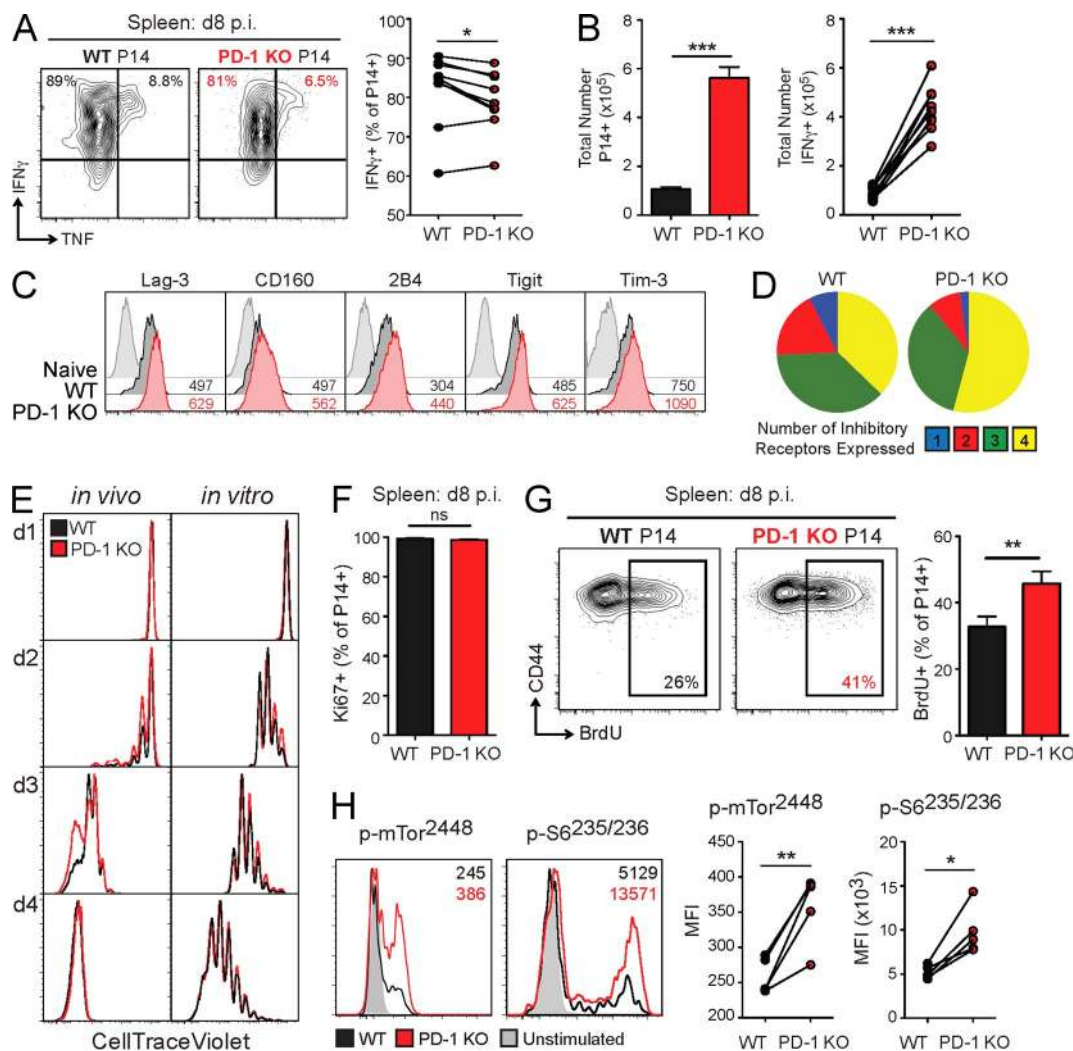 A
Spleen: d8 p.i.
WT P14
PD-1 KO P14
89%
8.8%
81%
6.5%
IFNγ
TNF
*
IFNγ+ (% of P14+)
100
90
80
70
60
50
WT PD-1 KO
B
***
Total Number
P14+ (x10⁵)
8
6
4
2
0
WT PD-1 KO
***
Total Number
IFNγ+ (x10⁵)
8
6
4
2
0
WT PD-1 KO
C
Lag-3
CD160
2B4
Tigit
Tim-3
Naive
WT
PD-1 KO
497
497
304
485
750
629
562
440
625
1090
D
WT
PD-1 KO
Number of Inhibitory
Receptors Expressed
1
2
3
4
E
in vivo
in vitro
WT
PD-1 KO
d1
d2
d3
d4
CellTraceViolet
F
Spleen: d8 p.i.
ns
Ki67+ (% of P14+)
100
80
60
40
20
0
WT PD-1 KO
G
Spleen: d8 p.i.
WT P14
PD-1 KO P14
26%
41%
CD44
BrdU
**
BrdU+ (% of P14+)
60
40
20
0
WT PD-1 KO
H
p-mTor²⁴⁴⁸
p-S6²³⁵/²³⁶
245
386
5129
13571
WT
PD-1 KO
Unstimulated
p-mTor²⁴⁴⁸
**
MFI
450
400
350
300
250
200
WT PD-1 KO
p-S6²³⁵/²³⁶
*
MFI (x10³)
20
15
10
5
0
WT PD-1 KO